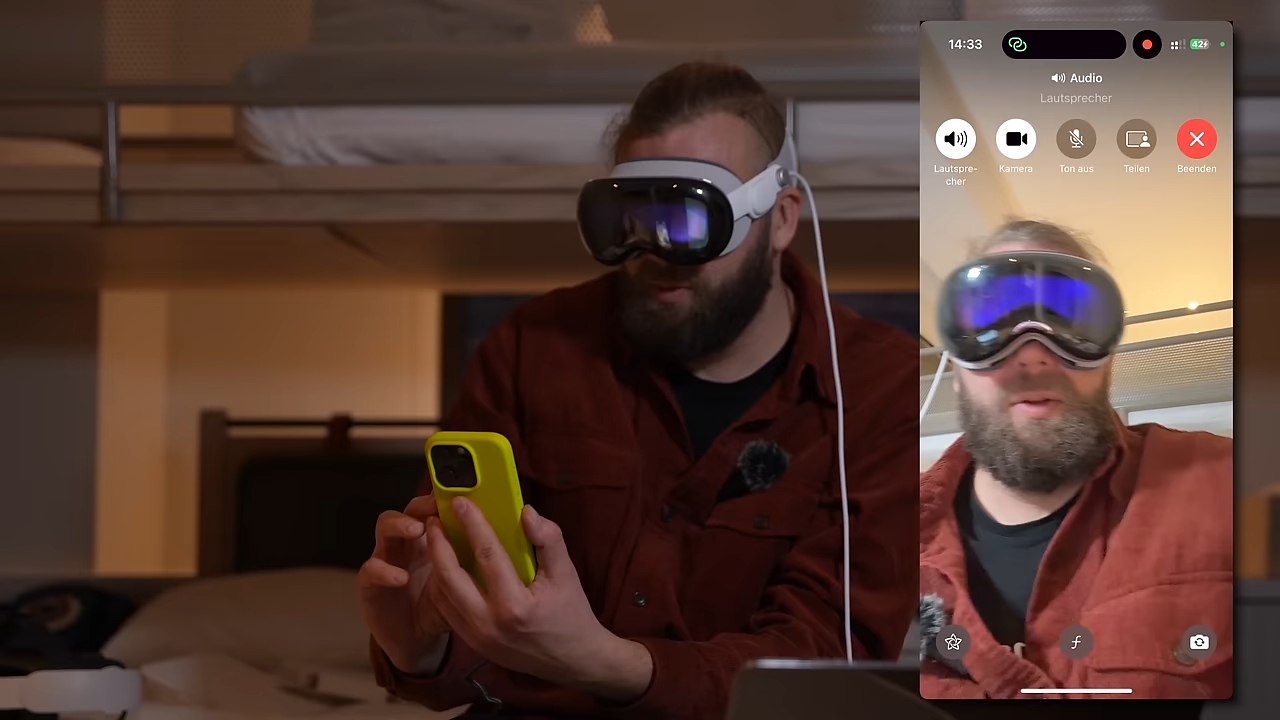 14:33
42
Audio
Lautsprecher
Lautspre-
cher
Kamera
Ton aus
Teilen
Beenden
f